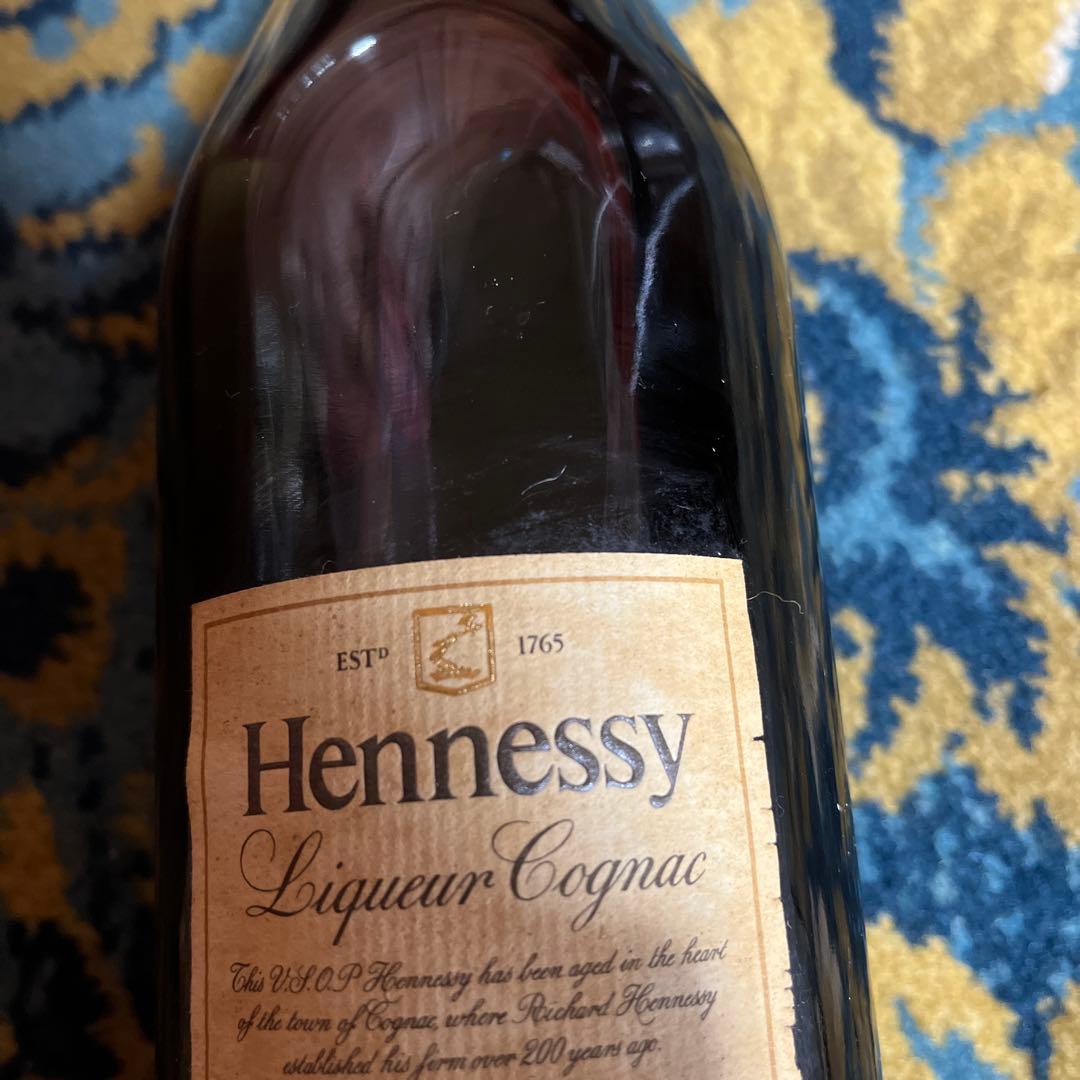 ESTᴰ 1765
Hennessy
Liqueur Cognac
This V.S.O.P Hennessy has been aged in the heart
of the town of Cognac, where Richard Hennessy
established his firm over 200 years ago.